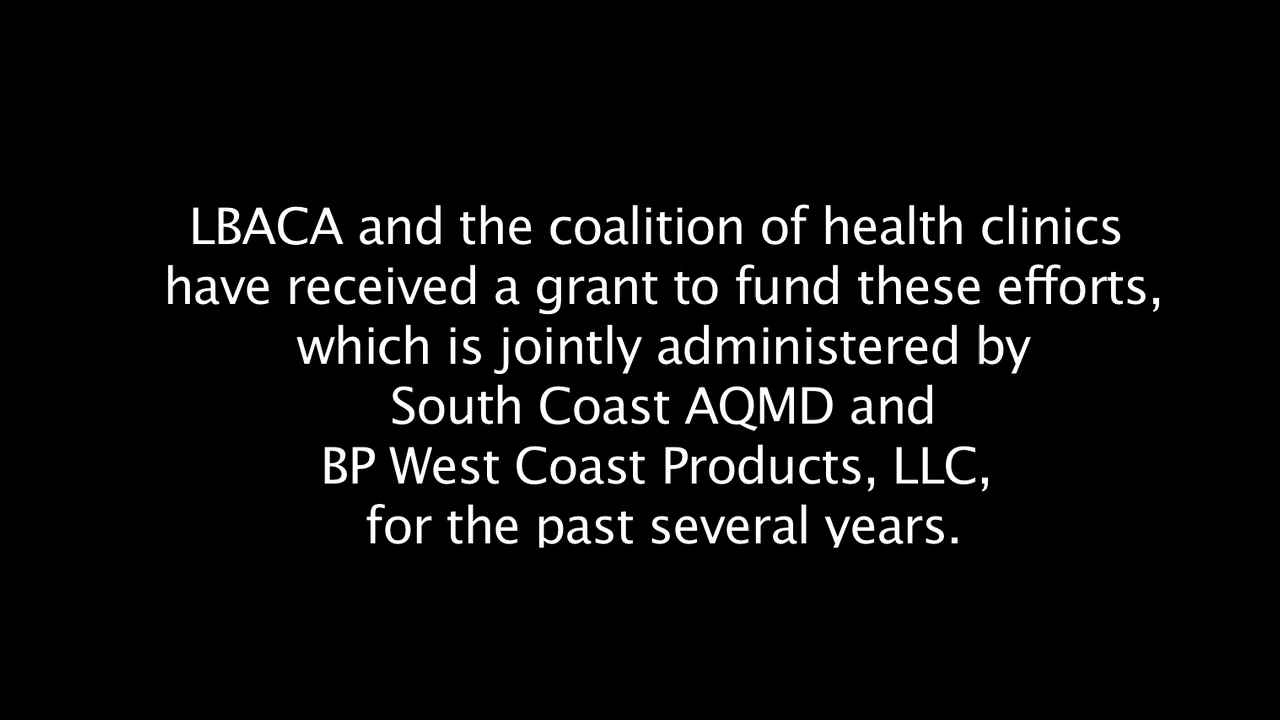 LBACA and the coalition of health clinics
have received a grant to fund these efforts,
which is jointly administered by
South Coast AQMD and
BP West Coast Products, LLC,
for the past several years.